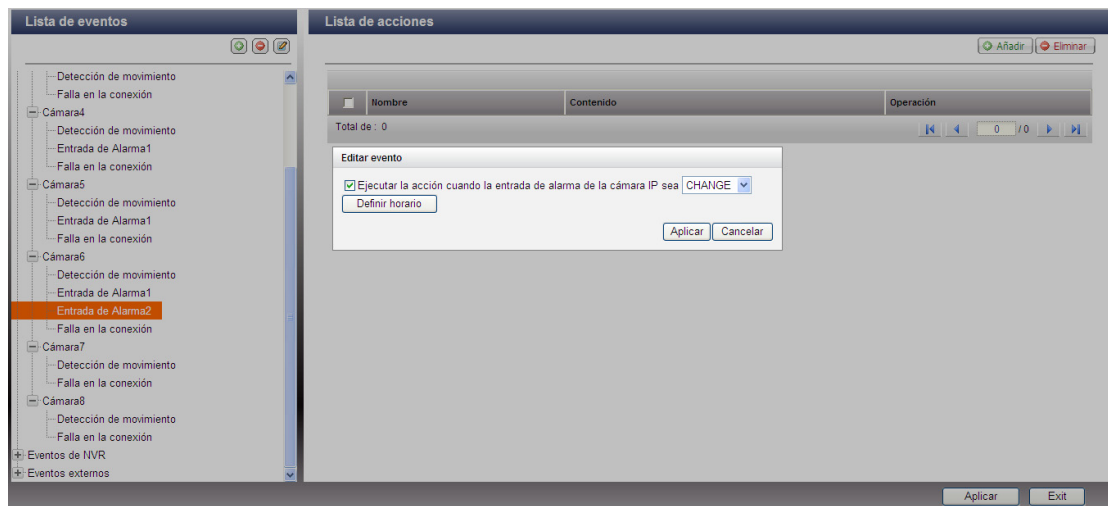 Lista de eventos
Detección de movimiento
Falla en la conexión
Cámara4
Detección de movimiento
Entrada de Alarma1
Falla en la conexión
Cámara5
Detección de movimiento
Entrada de Alarma1
Falla en la conexión
Cámara6
Detección de movimiento
Entrada de Alarma1
Entrada de Alarma2
Falla en la conexión
Cámara7
Detección de movimiento
Falla en la conexión
Cámara8
Detección de movimiento
Falla en la conexión
Eventos de NVR
Eventos externos
Lista de acciones
Añadir Eliminar
Nombre Contenido Operación
Total de : 0 0 / 0
Editar evento
Ejecutar la acción cuando la entrada de alarma de la cámara IP sea CHANGE
Definir horario
Aplicar Cancelar
Aplicar Exit